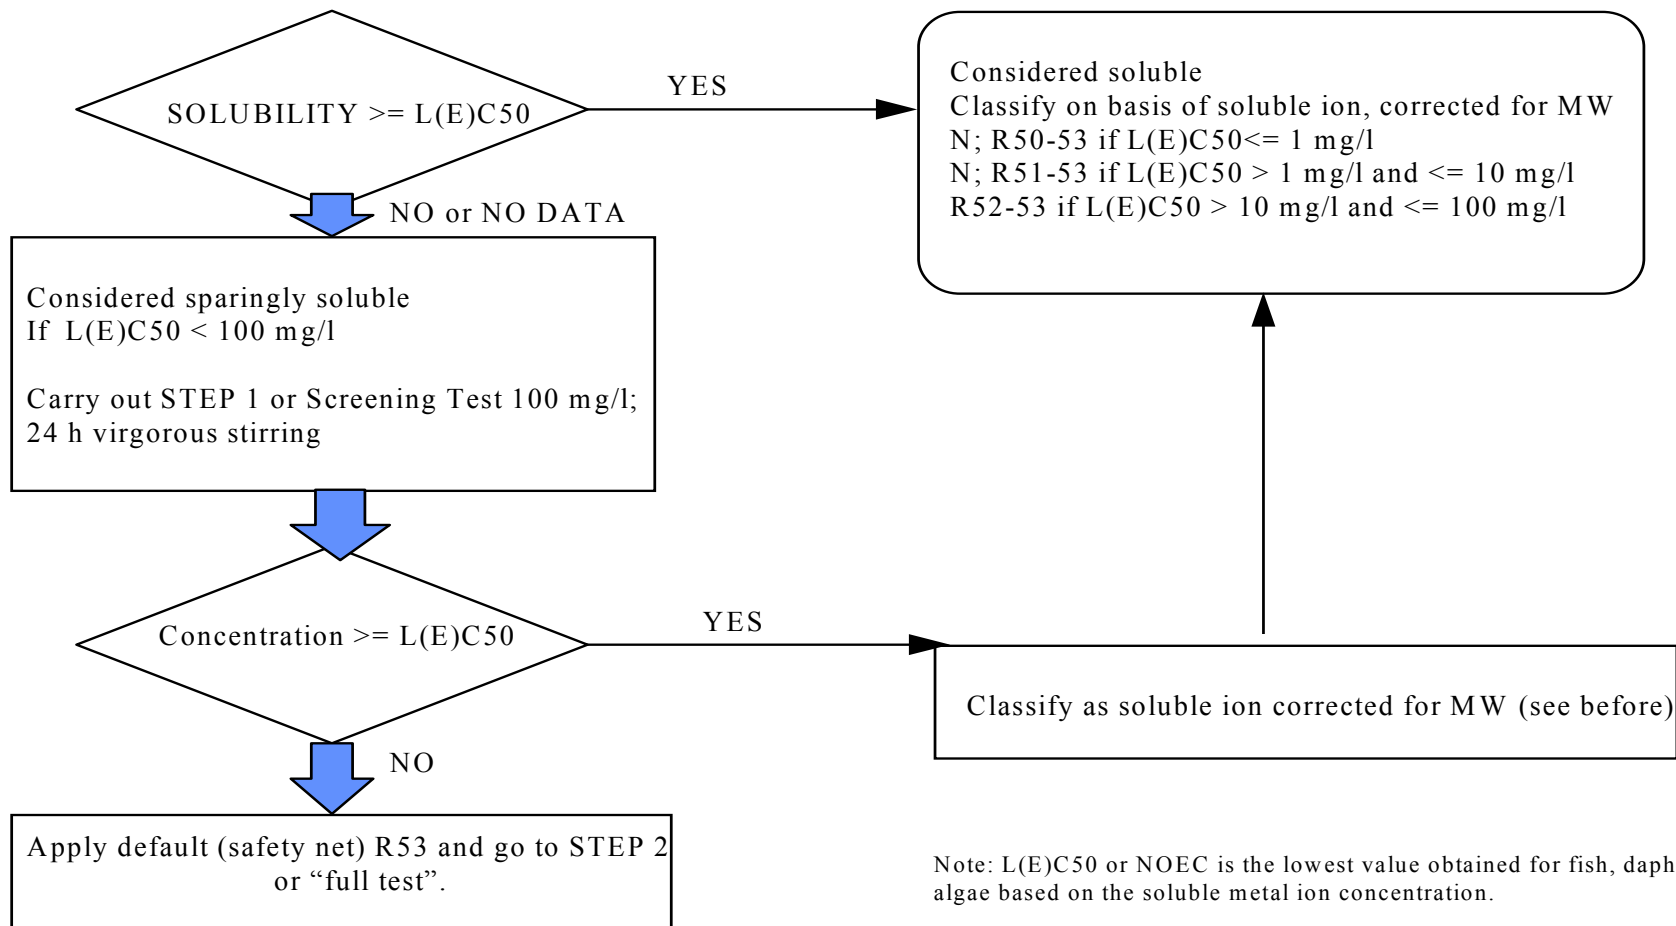 SOLUBILITY >= L(E)C50
YES
Considered soluble
Classify on basis of soluble ion, corrected for MW
N; R50-53 if L(E)C50<= 1 mg/l
N; R51-53 if L(E)C50 > 1 mg/l and <= 10 mg/l
R52-53 if L(E)C50 > 10 mg/l and <= 100 mg/l
NO or NO DATA
Considered sparingly soluble
If L(E)C50 < 100 mg/l
Carry out STEP 1 or Screening Test 100 mg/l;
24 h virgorous stirring
Concentration >= L(E)C50
YES
Classify as soluble ion corrected for MW (see before)
NO
Apply default (safety net) R53 and go to STEP 2
or “full test”.
Note: L(E)C50 or NOEC is the lowest value obtained for fish, daph
algae based on the soluble metal ion concentration.